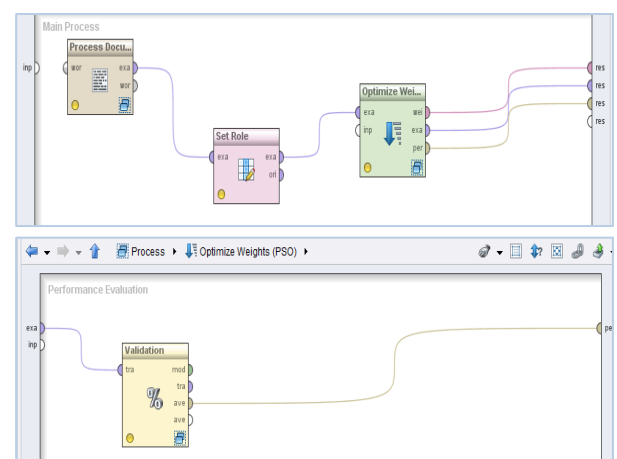 Main Process
Process Docu...
inp
wor
exa
wor
res
res
res
res
Optimize Wei...
exa
wei
inp
exa
per
Set Role
exa
exa
ori
Process
Optimize Weights (PSO)
Performance Evaluation
exa
inp
pe
Validation
tra
mod
tra
%
ave
ave